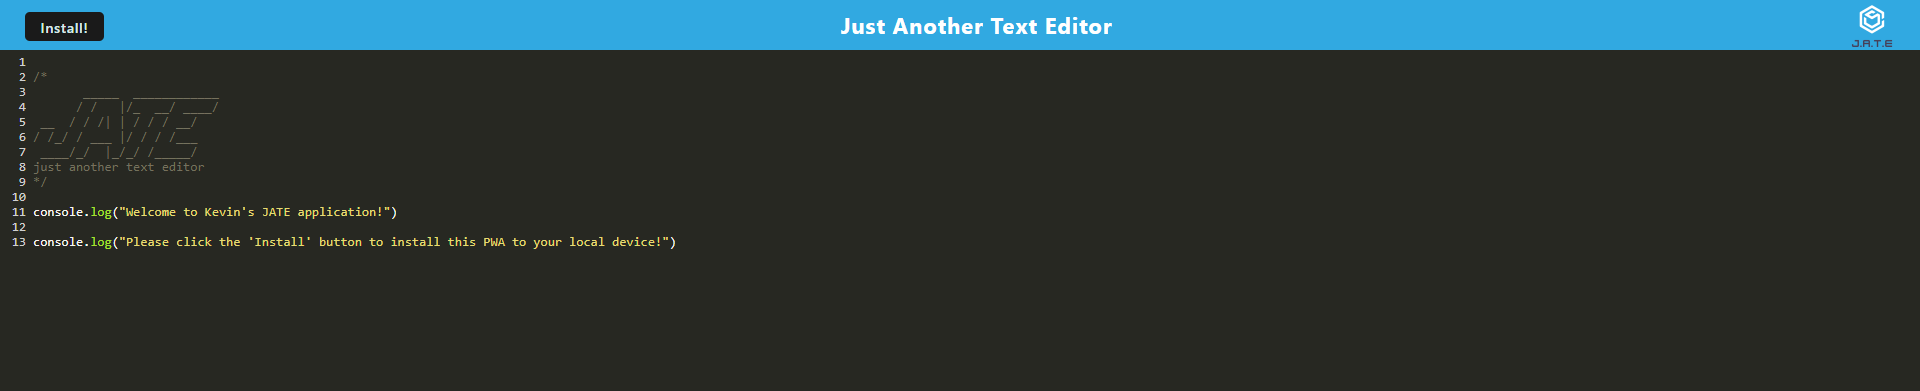 Install!
Just Another Text Editor
J.A.T.E
1
2 /*
3        _____  ____________
4       / /   |/_  __/ ____/
5  __  / / /| | / / / __/
6 / /_/ / ___ |/ / / /___
7  ____/_/  |_/_/ /_____/
8 just another text editor
9 */
10
11 console.log("Welcome to Kevin's JATE application!")
12
13 console.log("Please click the 'Install' button to install this PWA to your local device!")